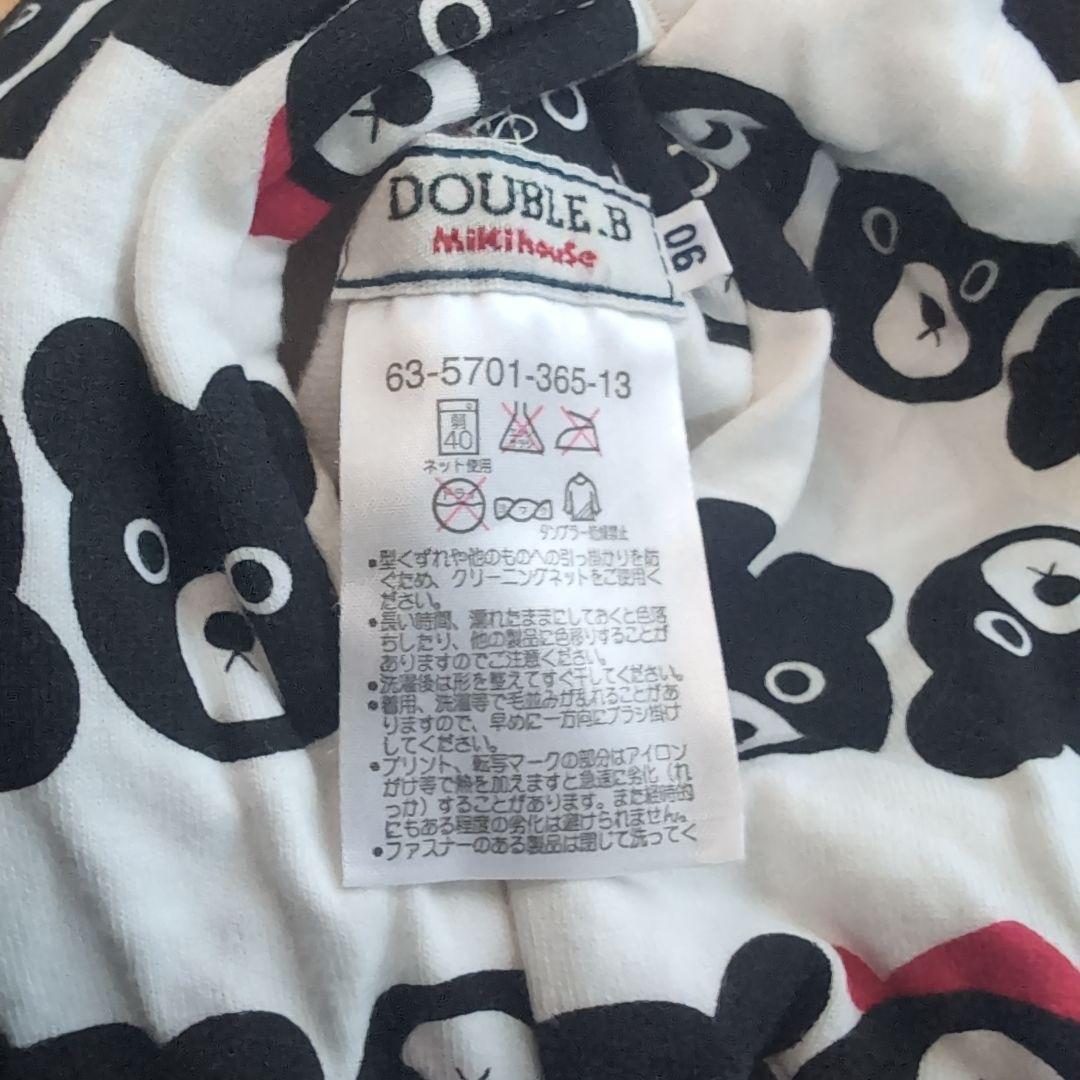 DOUBLE.B
MIKIhouSe
90
63-5701-365-13
弱
40
ネット使用
ドライ
タンブラー乾燥禁止
•型くずれや他のものへの引っ掛かりを防
ぐため、クリーニングネットをご使用く
ださい。
•長い時間、濡れたままにしておくと色落
ちしたり、他の製品に色移りすることが
ありますのでご注意ください。
•洗濯後は形を整えてすぐ干してください。
•着用、洗濯等で毛並みが乱れることがあ
りますので、早めに一方向にブラシ掛け
してください。
•プリント、転写マークの部分はアイロン
がけ等で熱を加えますと急速に劣化（れ
っか）することがあります。また経時的
にもある程度の劣化は避けられません。
•ファスナーのある製品は閉じて洗ってく